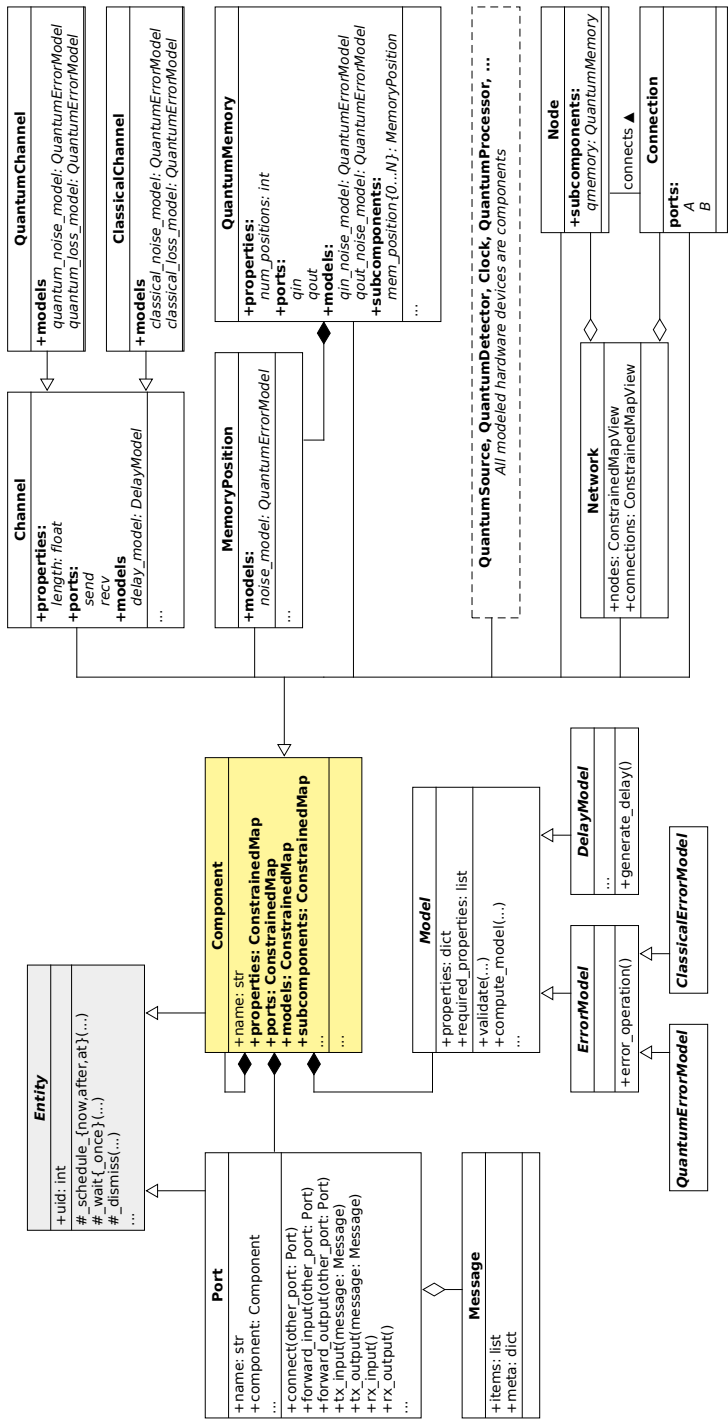 Entity
+uid: int
#_schedule_{now,after,at}(...)
#_wait{_once}(...)
#_dismiss(...)
...
Port
+name: str
+component: Component
...
+connect(other_port: Port)
+forward_input(other_port: Port)
+forward_output(other_port: Port)
+tx_input(message: Message)
+tx_output(message: Message)
+rx_input()
+rx_output()
...
Message
+items: list
+meta: dict
Component
+name: str
+properties: ConstrainedMap
+ports: ConstrainedMap
+models: ConstrainedMap
+subcomponents: ConstrainedMap
...
...
Model
+properties: dict
+required_properties: list
+validate(...)
+compute_model(...)
ErrorModel
+error_operation()
DelayModel
...
+generate_delay()
QuantumErrorModel
ClassicalErrorModel
Channel
+properties:
length: float
+ports:
send
recv
+models
delay_model: DelayModel
...
QuantumChannel
+models
quantum_noise_model: QuantumErrorModel
quantum_loss_model: QuantumErrorModel
ClassicalChannel
+models
classical_noise_model: QuantumErrorModel
classical_loss_model: QuantumErrorModel
MemoryPosition
+models:
noise_model: QuantumErrorModel
...
QuantumMemory
+properties:
num_positions: int
+ports:
qin
qout
+models:
qin_noise_model: QuantumErrorModel
qout_noise_model: QuantumErrorModel
+subcomponents:
mem_position{0...N}: MemoryPosition
...
QuantumSource, QuantumDetector, Clock, QuantumProcessor, ...
All modeled hardware devices are components
Network
+nodes: ConstrainedMapView
+connections: ConstrainedMapView
Node
+subcomponents:
qmemory: QuantumMemory
connects ▲
Connection
ports:
A
B